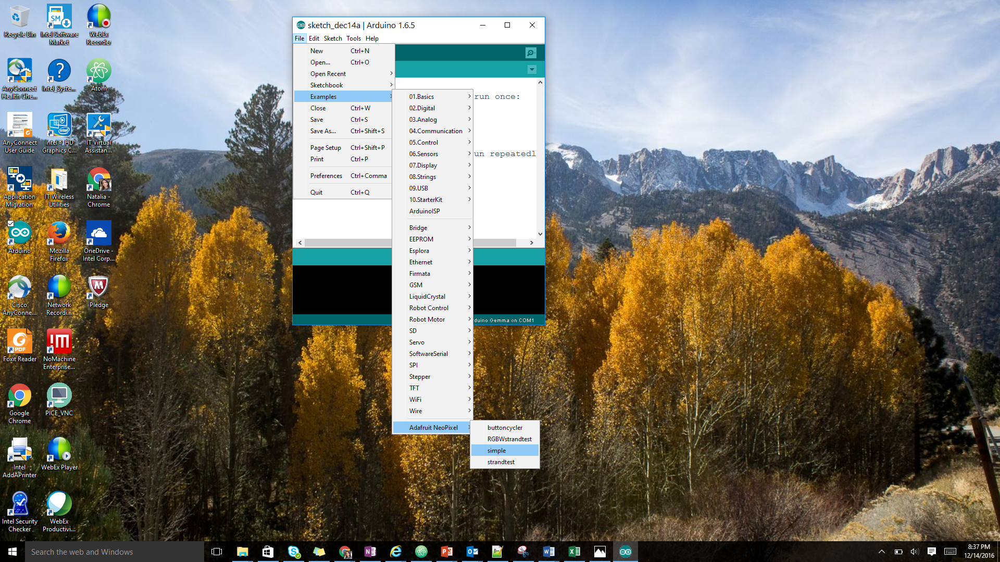 Recycle Bin
Intel Software
Market
WebEx
Recorder
AnyConnect
Health Che...
Intel_Syste...
Atom
AnyConnect
User Guide
Intel® HD
Graphics C...
IT Virtual
Assistan...
Application
Migration
IT Wireless
Utilities
Natalia -
Chrome
Arduino
Mozilla
Firefox
OneDrive -
Intel Corp...
Cisco
AnyConne...
Network
Recordi...
Pledge
Foxit Reader
NoMachine
Enterprise...
Google
Chrome
PICE_VNC
Intel
AddAPrinter
WebEx Player
Intel Security
Checker
WebEx
Productivi...
sketch_dec14a | Arduino 1.6.5
File Edit Sketch Tools Help
New Ctrl+N
Open... Ctrl+O
Open Recent
Sketchbook
Examples
Close Ctrl+W
Save Ctrl+S
Save As... Ctrl+Shift+S
Page Setup Ctrl+Shift+P
Print Ctrl+P
Preferences Ctrl+Comma
Quit Ctrl+Q
01.Basics
02.Digital
03.Analog
04.Communication
05.Control
06.Sensors
07.Display
08.Strings
09.USB
10.StarterKit
ArduinoISP
Bridge
EEPROM
Esplora
Ethernet
Firmata
GSM
LiquidCrystal
Robot Control
Robot Motor
SD
Servo
SoftwareSerial
SPI
Stepper
TFT
WiFi
Wire
Adafruit NeoPixel
buttoncycler
RGBWstrandtest
simple
strandtest
run once:
un repeatedl
duino Gemma on COM1
Search the web and Windows
8:37 PM
12/14/2016